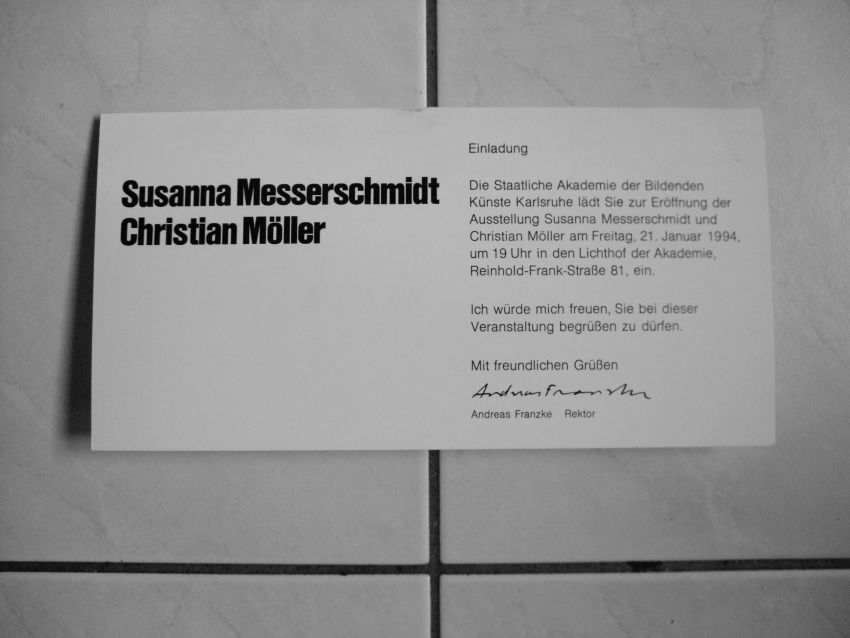 Susanna Messerschmidt
Christian Möller
Einladung
Die Staatliche Akademie der Bildenden
Künste Karlsruhe lädt Sie zur Eröffnung der
Ausstellung Susanna Messerschmidt und
Christian Möller am Freitag, 21. Januar 1994,
um 19 Uhr in den Lichthof der Akademie,
Reinhold-Frank-Straße 81, ein.
Ich würde mich freuen, Sie bei dieser
Veranstaltung begrüßen zu dürfen.
Mit freundlichen Grüßen
Andreas Franzke
Andreas Franzke Rektor